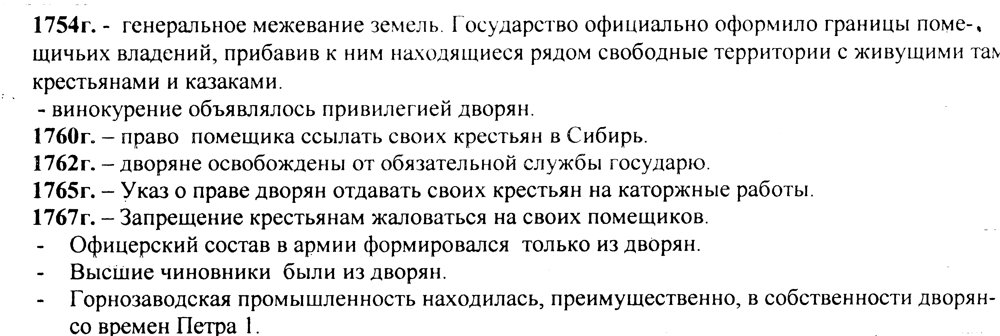 1754г. - генеральное межевание земель. Государство официально оформило границы поме-
щичьих владений, прибавив к ним находящиеся рядом свободные территории с живущими там
крестьянами и казаками.
- винокурение объявлялось привилегией дворян.
1760г. – право помещика ссылать своих крестьян в Сибирь.
1762г. – дворяне освобождены от обязательной службы государю.
1765г. – Указ о праве дворян отдавать своих крестьян на каторжные работы.
1767г. – Запрещение крестьянам жаловаться на своих помещиков.
- Офицерский состав в армии формировался только из дворян.
- Высшие чиновники были из дворян.
- Горнозаводская промышленность находилась, преимущественно, в собственности дворян-
со времен Петра 1.